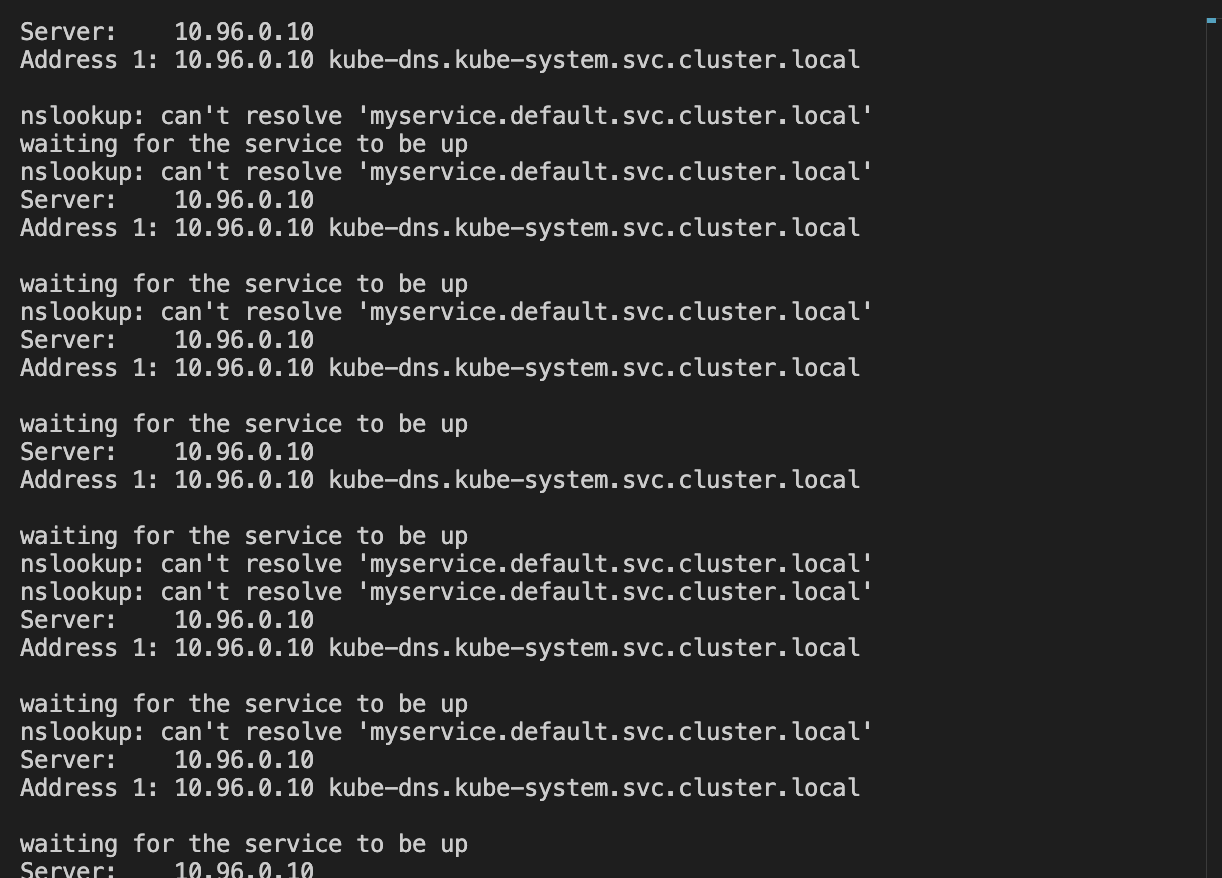 Server:    10.96.0.10
Address 1: 10.96.0.10 kube-dns.kube-system.svc.cluster.local

nslookup: can't resolve 'myservice.default.svc.cluster.local'
waiting for the service to be up
nslookup: can't resolve 'myservice.default.svc.cluster.local'
Server:    10.96.0.10
Address 1: 10.96.0.10 kube-dns.kube-system.svc.cluster.local

waiting for the service to be up
nslookup: can't resolve 'myservice.default.svc.cluster.local'
Server:    10.96.0.10
Address 1: 10.96.0.10 kube-dns.kube-system.svc.cluster.local

waiting for the service to be up
Server:    10.96.0.10
Address 1: 10.96.0.10 kube-dns.kube-system.svc.cluster.local

waiting for the service to be up
nslookup: can't resolve 'myservice.default.svc.cluster.local'
nslookup: can't resolve 'myservice.default.svc.cluster.local'
Server:    10.96.0.10
Address 1: 10.96.0.10 kube-dns.kube-system.svc.cluster.local

waiting for the service to be up
nslookup: can't resolve 'myservice.default.svc.cluster.local'
Server:    10.96.0.10
Address 1: 10.96.0.10 kube-dns.kube-system.svc.cluster.local

waiting for the service to be up
Server:    10.96.0.10